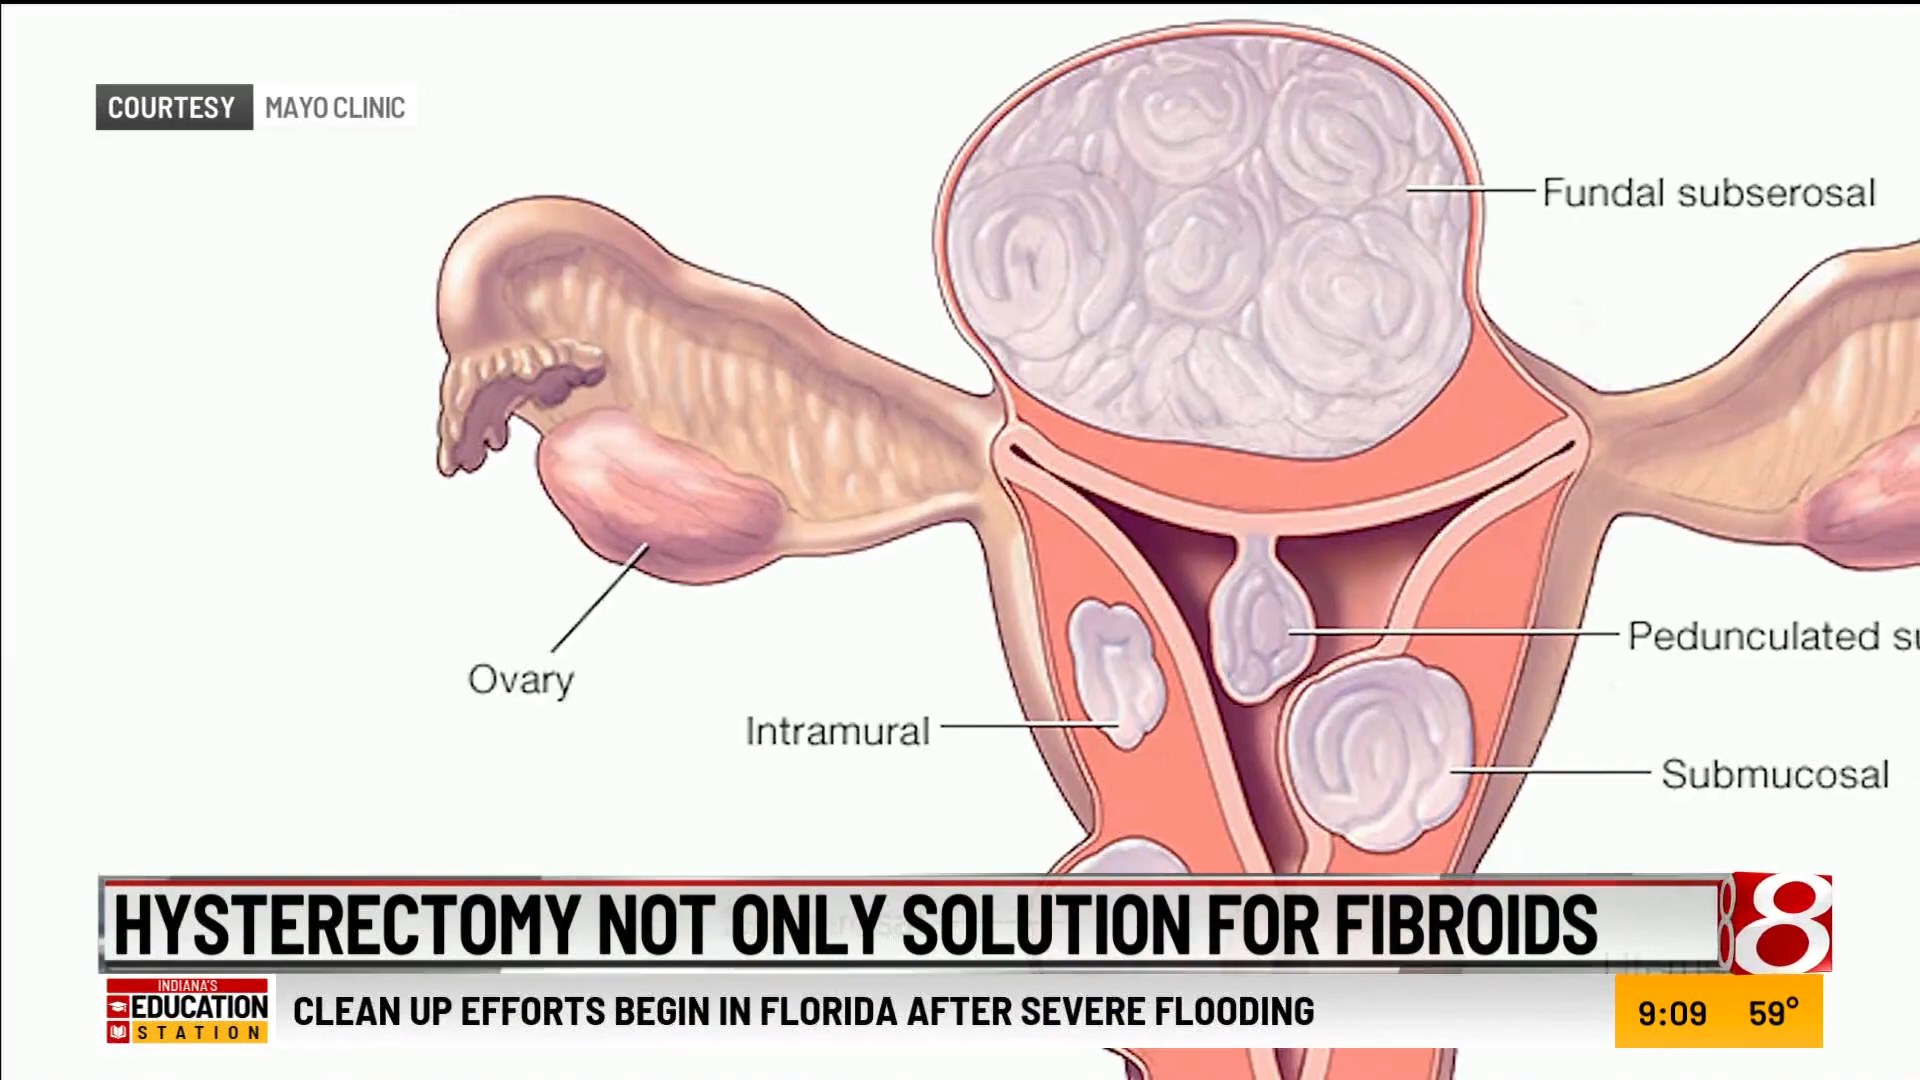 COURTESY MAYO CLINIC
Fundal subserosal
Ovary
Pedunculated
Intramural
Submucosal
HYSTERECTOMY NOT ONLY SOLUTION FOR FIBROIDS
8
INDIANA'S
EDUCATION
STATION
CLEAN UP EFFORTS BEGIN IN FLORIDA AFTER SEVERE FLOODING
9:09 59°